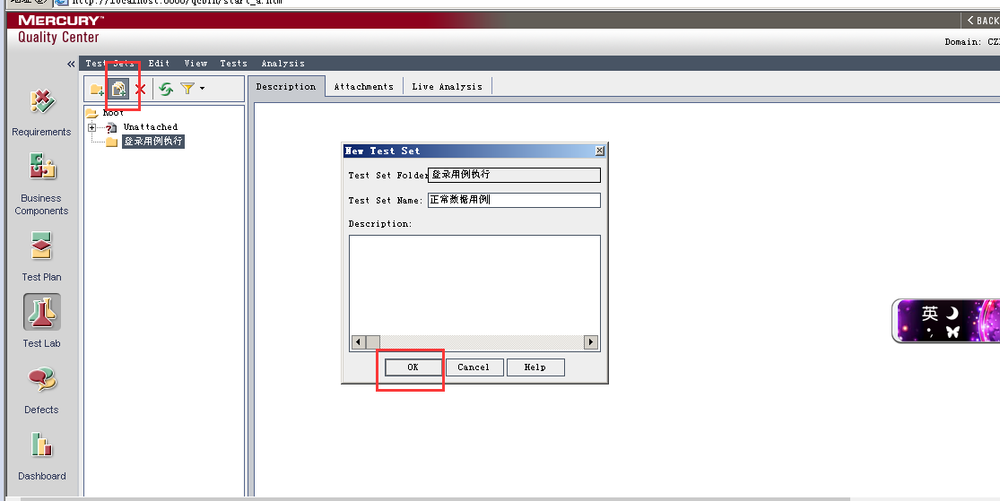 http://localhost:8080/qcbin/start_a.htm
MERCURY™
BACK
Quality Center
Domain: CZ
« Test Sets Edit View Tests Analysis
Description Attachments Live Analysis
Root
Unattached
登录用例执行
Requirements
Business
Components
Test Plan
Test Lab
Defects
Dashboard
New Test Set
Test Set Folder
登录用例执行
Test Set Name: 正常数据用例
Description:
OK Cancel Help
英